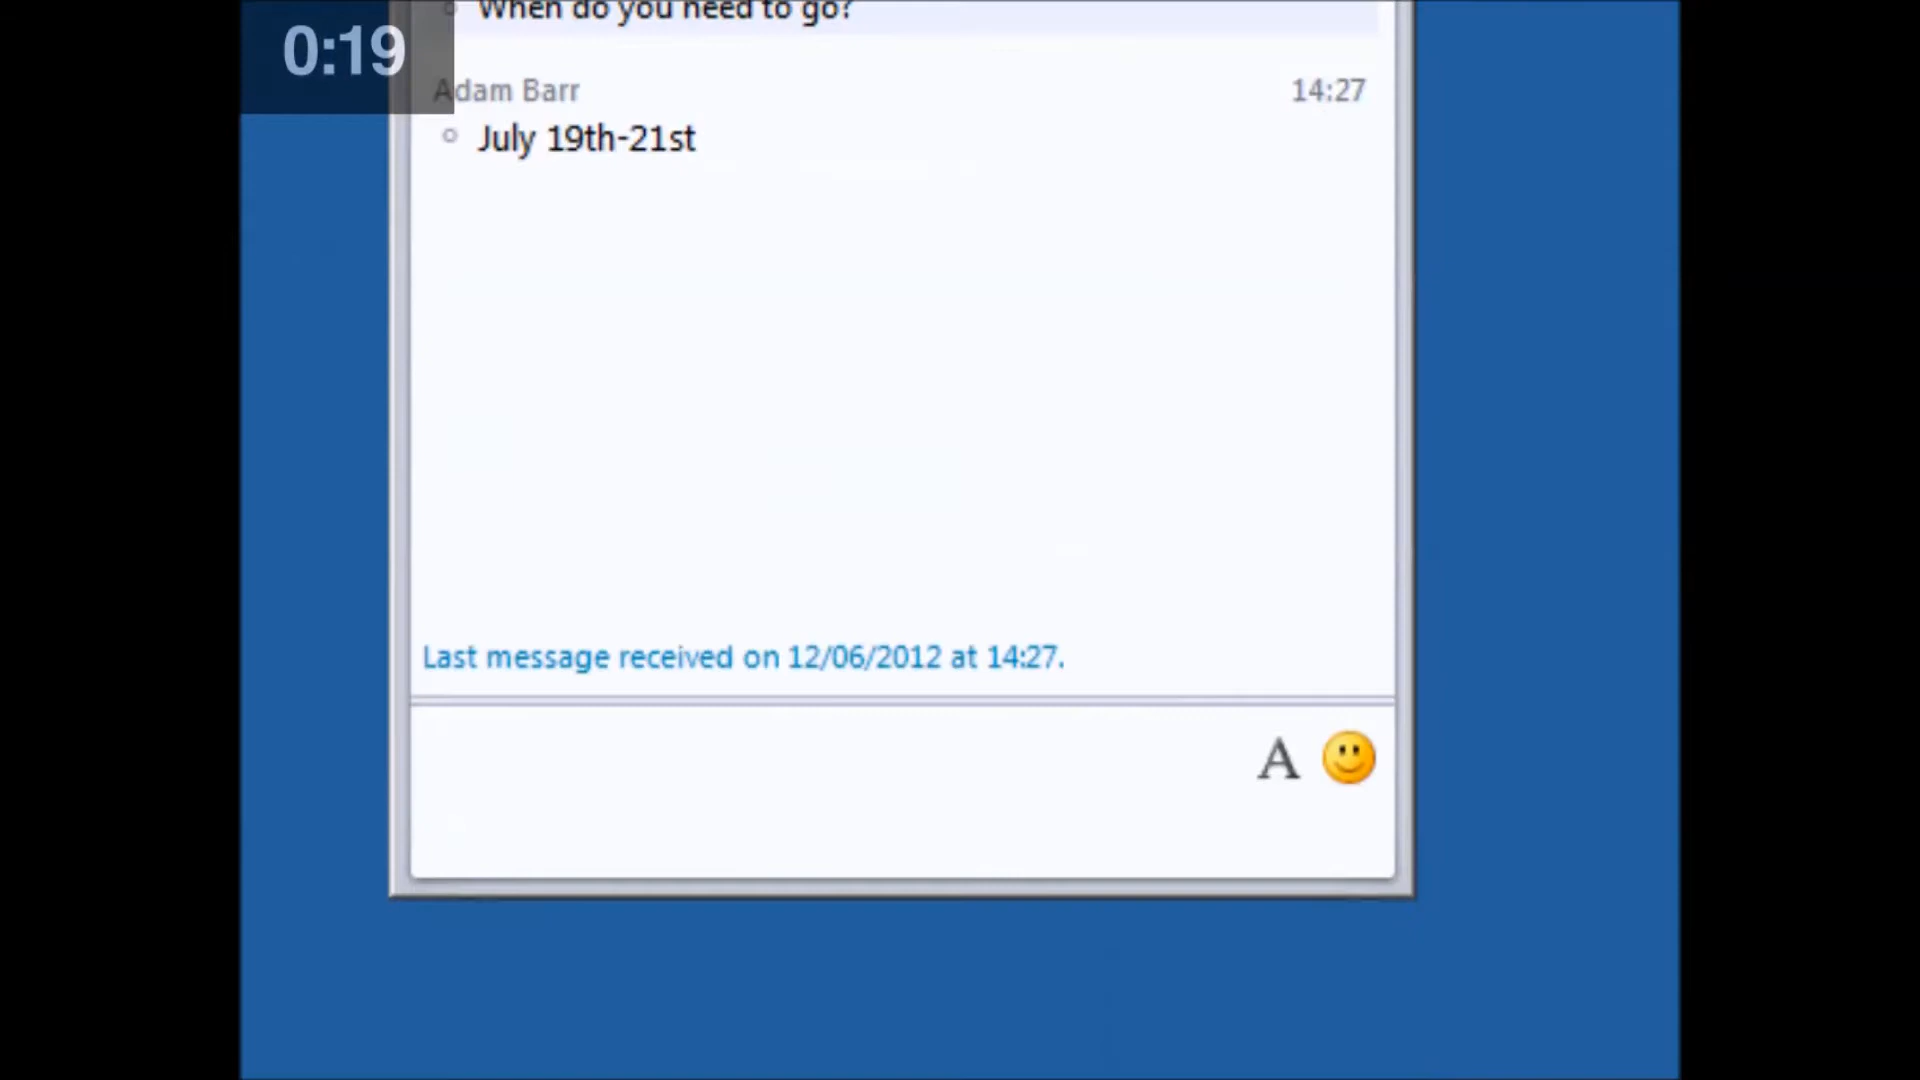 0:19
When do you need to go?
Adam Barr 14:27
July 19th-21st
Last message received on 12/06/2012 at 14:27.
A